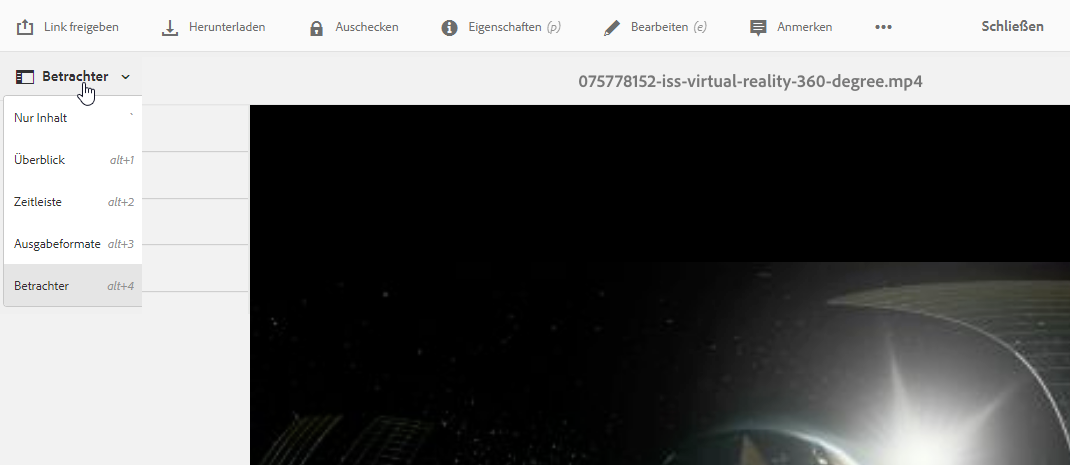 Link freigeben Herunterladen Auschecken Eigenschaften (p) Bearbeiten (e) Anmerken ••• Schließen
Betrachter
075778152-iss-virtual-reality-360-degree.mp4
Nur Inhalt `
Überblick alt+1
Zeitleiste alt+2
Ausgabeformate alt+3
Betrachter alt+4